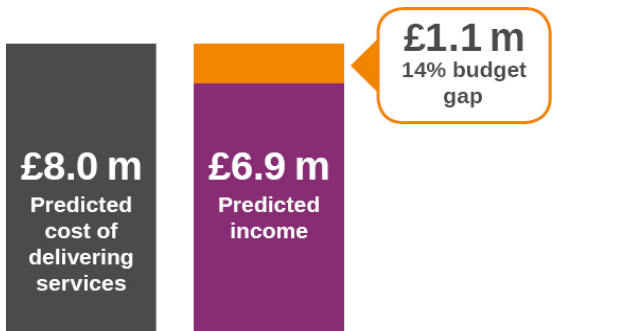 £8.0 m
Predicted
cost of
delivering
services
£6.9 m
Predicted
income
£1.1 m
14% budget
gap